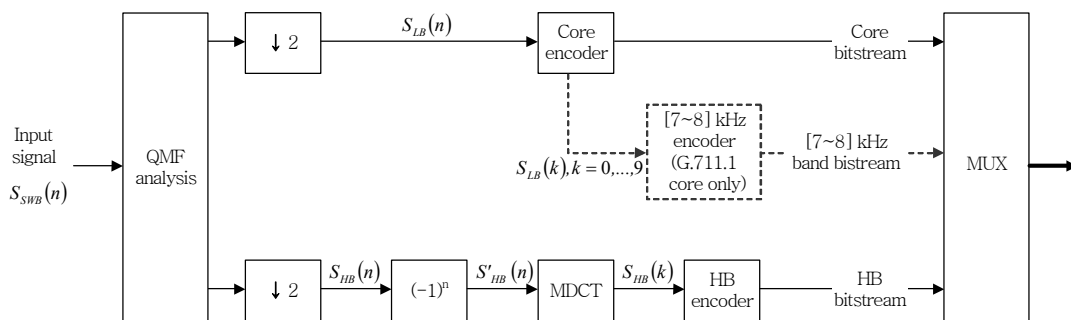 Input
signal
S_SWB(n)
QMF
analysis
↓ 2
S_LB(n)
Core
encoder
Core
bitstream
S_LB(k), k = 0,...,9
[7~8] kHz
encoder
(G.711.1
core only)
[7~8] kHz
band bistream
MUX
↓ 2
S_HB(n)
(-1)^n
S'_HB(n)
MDCT
S_HB(k)
HB
encoder
HB
bitstream